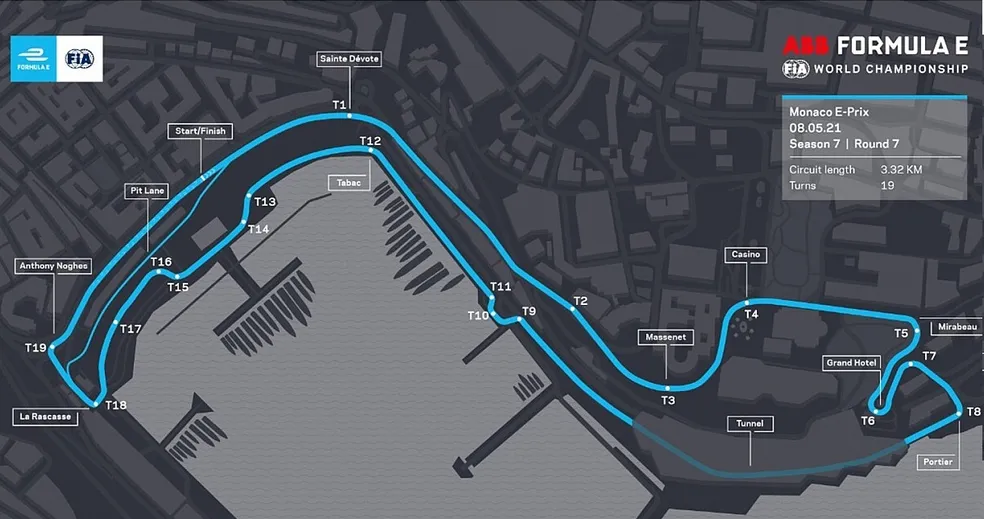 FORMULA E
FiA
ABB FORMULA E
FiA WORLD CHAMPIONSHIP
Monaco E-Prix
08.05.21
Season 7 | Round 7
Circuit length 3.32 KM
Turns 19
Sainte Dévote
T1
Start/Finish
T12
Tabac
Pit Lane
T13
T14
Anthony Noghes
T16
T15
T17
T19
T18
La Rascasse
T11
T10
T9
T2
Massenet
T3
Casino
T4
T5
Mirabeau
T7
Grand Hotel
T6
T8
Tunnel
Portier